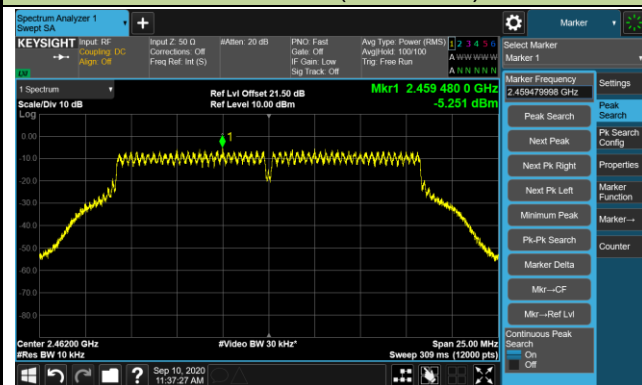 Spectrum Analyzer 1
Swept SA
+
Marker
KEYSIGHT
Input: RF
Coupling: DC
Align: Off
Input Z: 50 Ω
Corrections: Off
Freq Ref: Int (S)
#Atten: 20 dB
PNO: Fast
Gate: Off
IF Gain: Low
Sig Track: Off
Avg Type: Power (RMS)
Avg|Hold: 100/100
Trig: Free Run
1 2 3 4 5 6
A W W W W W
A N N N N N
LXI
Select Marker
Marker 1
1 Spectrum
Scale/Div 10 dB
Log
Ref Lvl Offset 21.50 dB
Ref Level 10.00 dBm
Mkr1 2.459 480 0 GHz
-5.251 dBm
Marker Frequency
2.459479998 GHz
Settings
Peak Search
Peak
Search
Next Peak
Pk Search
Config
Next Pk Right
Properties
Next Pk Left
Marker
Function
Minimum Peak
Marker→
Pk-Pk Search
Counter
Marker Delta
Mkr→CF
Mkr→Ref Lvl
Continuous Peak
Search
On
Off
1
0.00
-10.0
-20.0
-30.0
-40.0
-50.0
-60.0
-70.0
-80.0
Center 2.46200 GHz
#Res BW 10 kHz
#Video BW 30 kHz*
Span 25.00 MHz
Sweep 309 ms (12000 pts)
?
Sep 10, 2020
11:37:27 AM